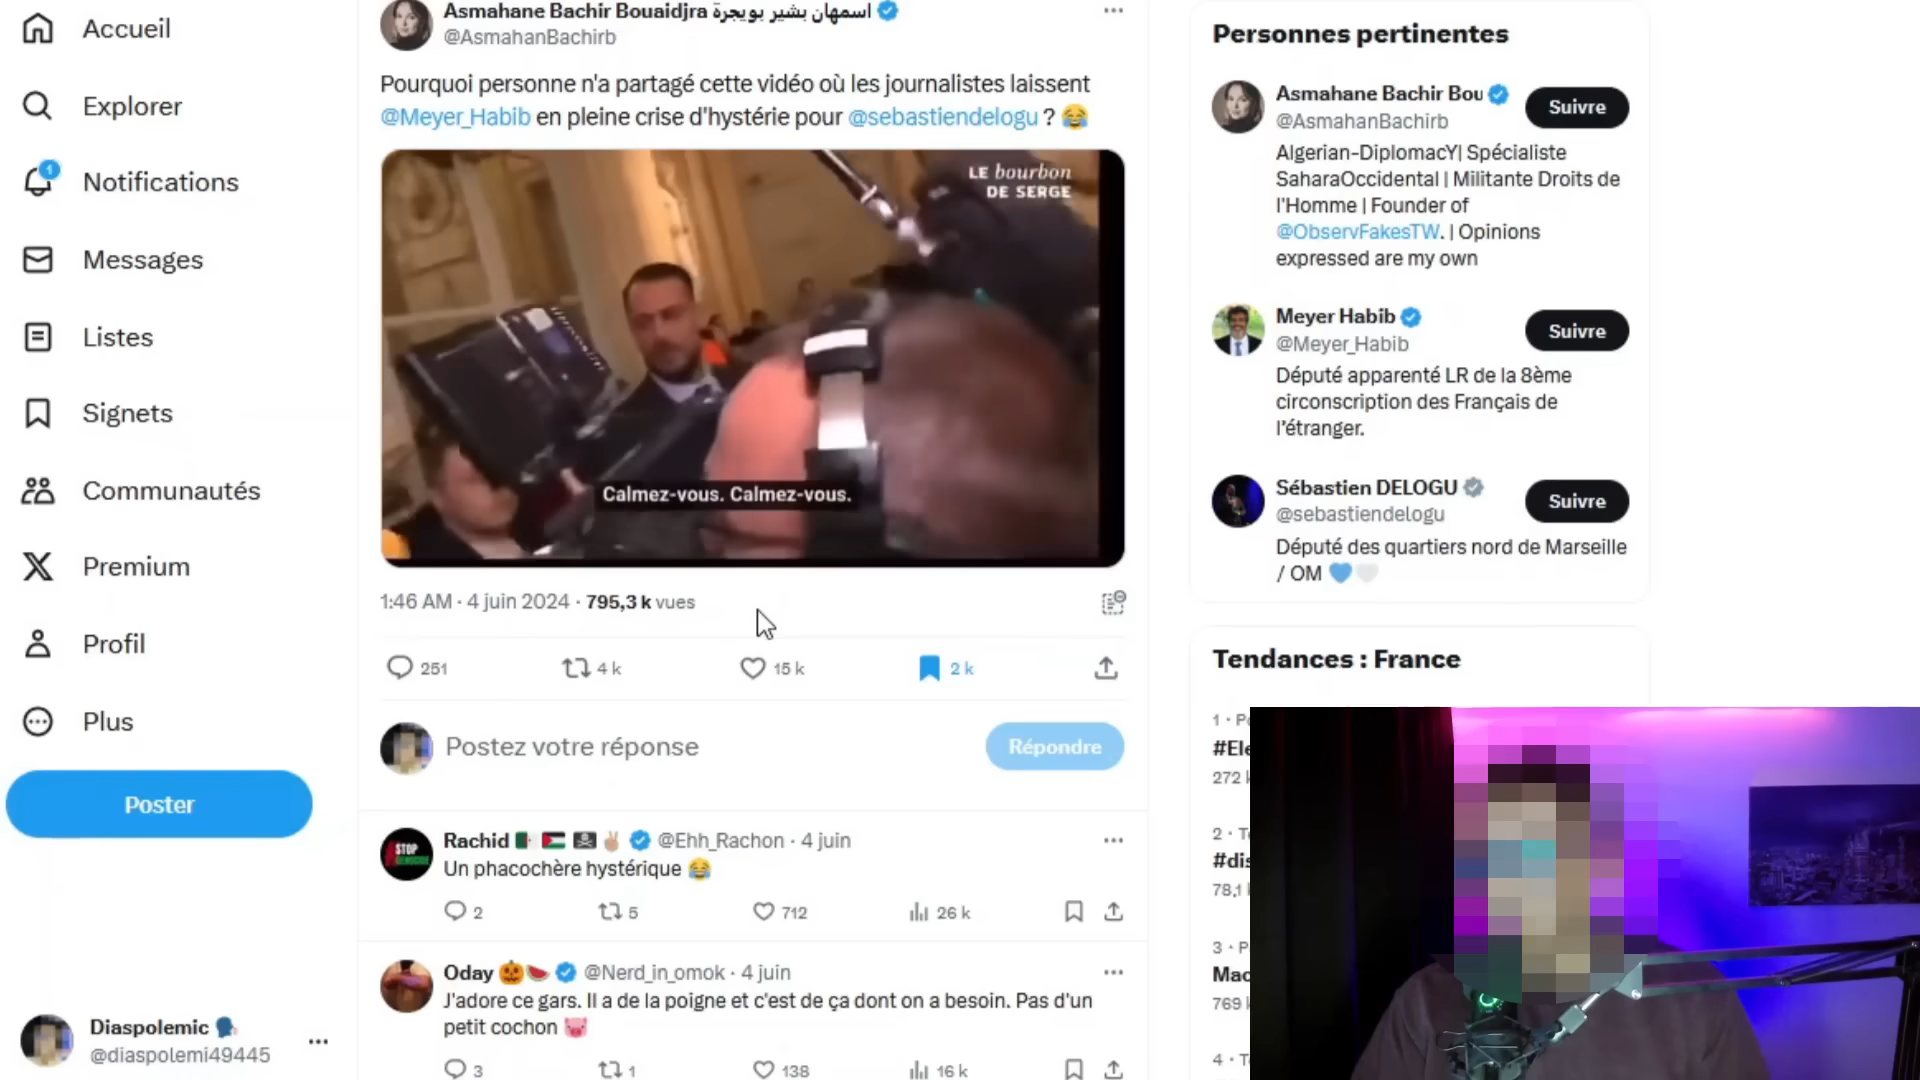 Accueil
Explorer
1
Notifications
Messages
Listes
Signets
Communautés
Premium
Profil
Plus
Poster
Diaspolemic
@diaspolemi49445
Asmahane Bachir Bouaidjra اسمهان بشير بويجرة
@AsmahanBachirb
Pourquoi personne n'a partagé cette vidéo où les journalistes laissent
@Meyer_Habib en pleine crise d'hystérie pour @sebastiendelogu ? 😂
LE bourbon
DE SERGE
Calmez-vous. Calmez-vous.
1:46 AM · 4 juin 2024 · 795,3 k vues
251 4 k 15 k 2 k
Postez votre réponse
Répondre
Rachid 🇩🇿 🇵🇸 🏴‍☠️ ✌🏼 @Ehh_Rachon · 4 juin
STOP
Un phacochère hystérique 😂
2 5 712 26 k
Oday 🎃🍉 @Nerd_in_omok · 4 juin
J'adore ce gars. Il a de la poigne et c'est de ça dont on a besoin. Pas d'un
petit cochon 🐷
3 1 138 16 k
Personnes pertinentes
Asmahane Bachir Bou
@AsmahanBachirb
Suivre
Algerian-DiplomacY| Spécialiste
SaharaOccidental | Militante Droits de
l'Homme | Founder of
@ObservFakesTW. | Opinions
expressed are my own
Meyer Habib
@Meyer_Habib
Suivre
Député apparenté LR de la 8ème
circonscription des Français de
l'étranger.
Sébastien DELOGU
@sebastiendelogu
Suivre
Député des quartiers nord de Marseille
/ OM 💙🤍
Tendances : France
1 · Po
#Ele
272 k
2 · T
#dis
78,1
3 · P
Mac
769 k
4 · T